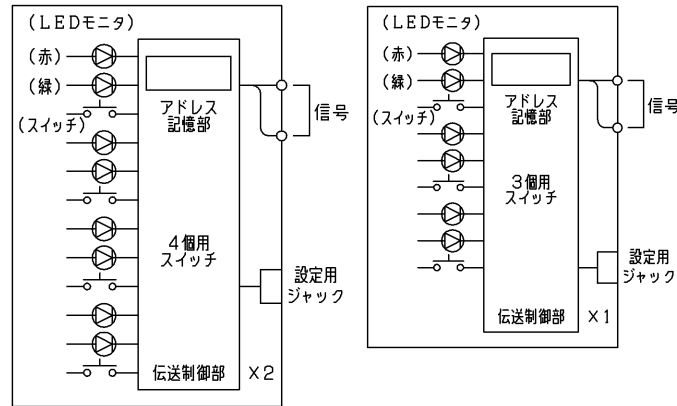 (LEDモニタ)
(赤)
(緑)
(スイッチ)
アドレス
記憶部
信号
4個用
スイッチ
設定用
ジャック
伝送制御部
×2
(LEDモニタ)
(赤)
(緑)
(スイッチ)
アドレス
記憶部
信号
3個用
スイッチ
設定用
ジャック
伝送制御部
×1